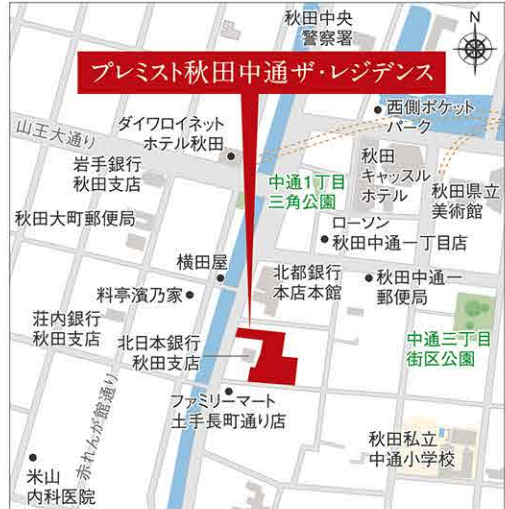 秋田中央
警察署
N
プレミスト秋田中通ザ・レジデンス
西側ポケット
パーク
山王大通り
ダイワロイネット
ホテル秋田
岩手銀行
秋田支店
中通1丁目
三角公園
秋田
キャッスル
ホテル
秋田県立
美術館
秋田大町郵便局
ローソン
秋田中通一丁目店
横田屋
北都銀行
本店本館
秋田中通一
郵便局
料亭濱乃家
荘内銀行
秋田支店
北日本銀行
秋田支店
中通三丁目
街区公園
赤れんが館通り
ファミリーマート
土手長町通り店
秋田私立
中通小学校
米山
内科医院